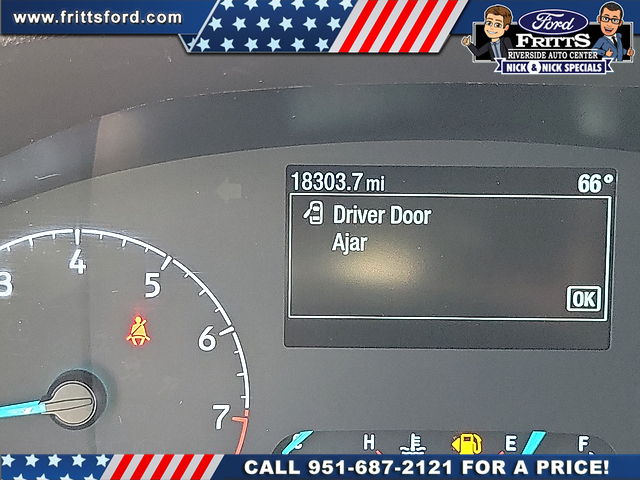 www.frittsford.com
Ford
FRITTS
RIVERSIDE AUTO CENTER
NICK & NICK SPECIALS
18303.7 mi 66°
Driver Door
Ajar
OK
3 4 5 6 7
C H E F
CALL 951-687-2121 FOR A PRICE!